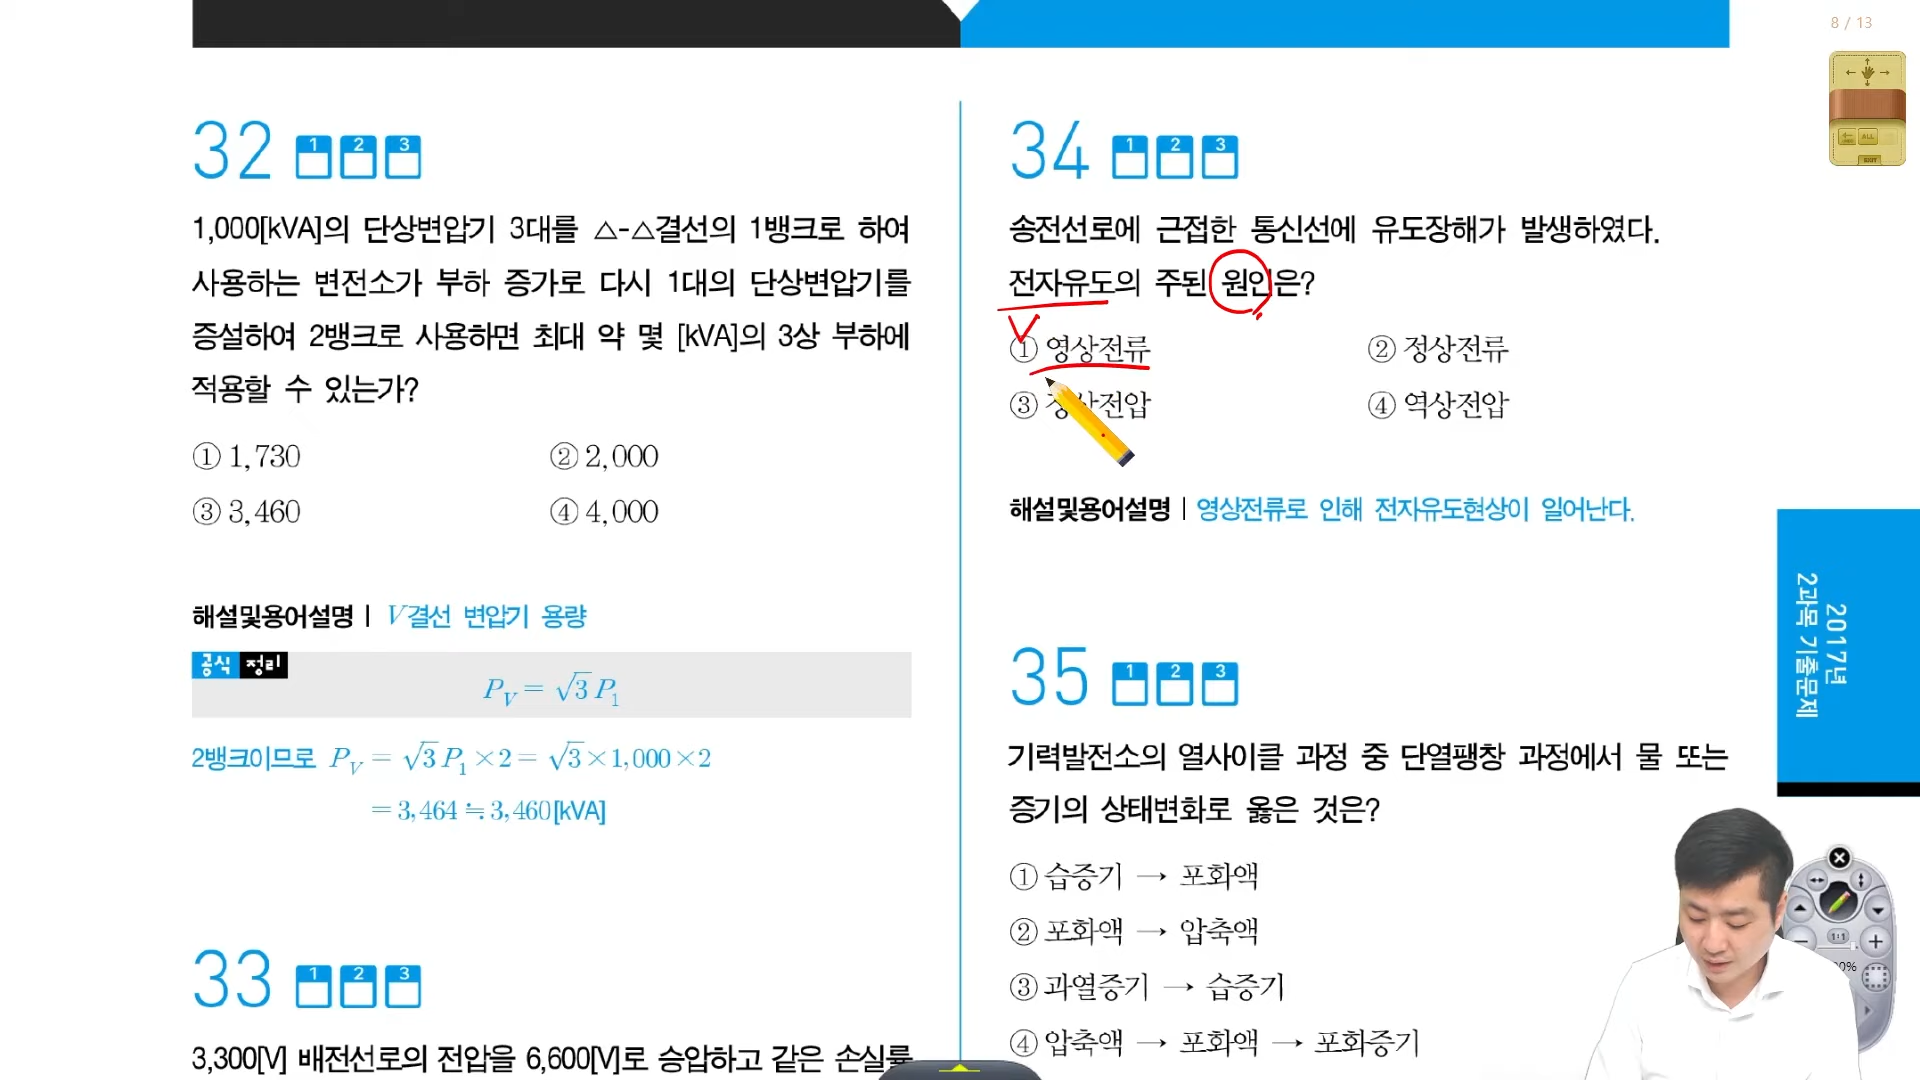 8 / 13
32 1 2 3
1,000[kVA]의 단상변압기 3대를 △-△결선의 1뱅크로 하여
사용하는 변전소가 부하 증가로 다시 1대의 단상변압기를
증설하여 2뱅크로 사용하면 최대 약 몇 [kVA]의 3상 부하에
적용할 수 있는가?
① 1,730 ② 2,000
③ 3,460 ④ 4,000
해설및용어설명 | V결선 변압기 용량
공식 정리
P_V = √3 P_1
2뱅크이므로 P_V = √3 P_1 × 2 = √3 × 1,000 × 2
= 3,464 ≒ 3,460[kVA]
33 1 2 3
3,300[V] 배전선로의 전압을 6,600[V]로 승압하고 같은 손실률
34 1 2 3
송전선로에 근접한 통신선에 유도장해가 발생하였다.
전자유도의 주된 원인은?
① 영상전류 ② 정상전류
③ 정상전압 ④ 역상전압
해설및용어설명 | 영상전류로 인해 전자유도현상이 일어난다.
35 1 2 3
기력발전소의 열사이클 과정 중 단열팽창 과정에서 물 또는
증기의 상태변화로 옳은 것은?
① 습증기 → 포화액
② 포화액 → 압축액
③ 과열증기 → 습증기
④ 압축액 → 포화액 → 포화증기
2017년
2과목 기출문제
ALL
EXIT
1:1